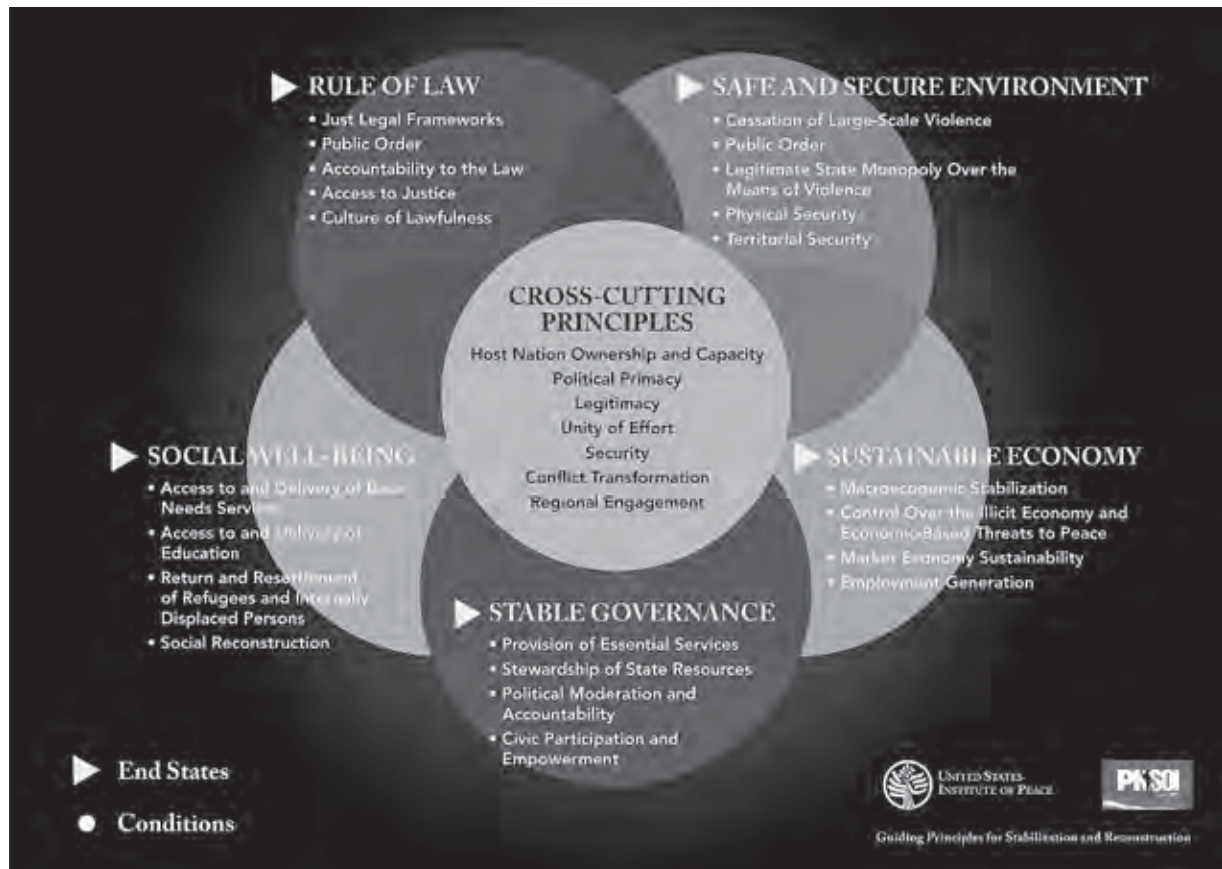 RULE OF LAW
• Just Legal Frameworks
• Public Order
• Accountability to the Law
• Access to Justice
• Culture of Lawfulness
SAFE AND SECURE ENVIRONMENT
• Cessation of Large-Scale Violence
• Public Order
• Legitimate State Monopoly Over the
Means of Violence
• Physical Security
• Territorial Security
CROSS-CUTTING
PRINCIPLES
Host Nation Ownership and Capacity
Political Primacy
Legitimacy
Unity of Effort
Security
Conflict Transformation
Regional Engagement
SOCIAL WELL-BEING
• Access to and Delivery of Basic
Needs Services
• Access to and Delivery of
Education
• Return and Resettlement
of Refugees and Internally
Displaced Persons
• Social Reconstruction
SUSTAINABLE ECONOMY
• Macroeconomic Stabilization
• Control Over the Illicit Economy and
Economic-Based Threats to Peace
• Market Economy Sustainability
• Employment Generation
STABLE GOVERNANCE
• Provision of Essential Services
• Stewardship of State Resources
• Political Moderation and
Accountability
• Civic Participation and
Empowerment
End States
Conditions
UNITED STATES
INSTITUTE OF PEACE
PKSOI
Guiding Principles for Stabilization and Reconstruction